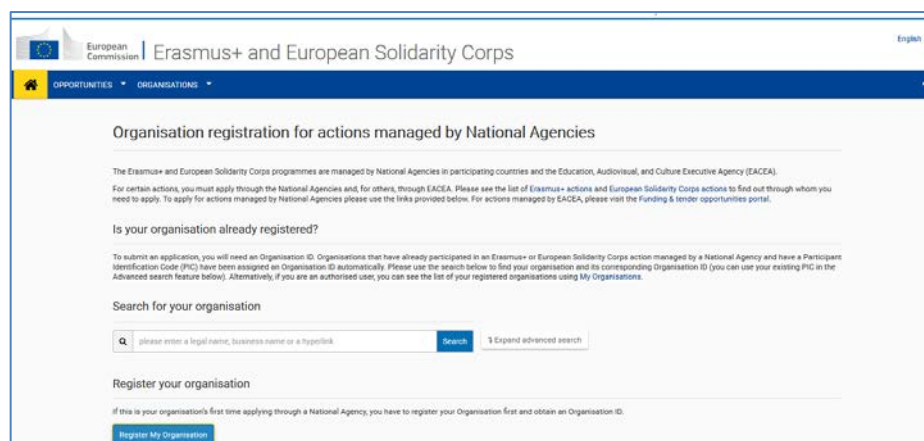 European
Commission
Erasmus+ and European Solidarity Corps
English
OPPORTUNITIES ORGANISATIONS
Organisation registration for actions managed by National Agencies
The Erasmus+ and European Solidarity Corps programmes are managed by National Agencies in participating countries and the Education, Audiovisual, and Culture Executive Agency (EACEA).
For certain actions, you must apply through the National Agencies and, for others, through EACEA. Please see the list of Erasmus+ actions and European Solidarity Corps actions to find out through whom you
need to apply. To apply for actions managed by National Agencies please use the links provided below. For actions managed by EACEA, please visit the Funding & tender opportunities portal.
Is your organisation already registered?
To submit an application, you will need an Organisation ID. Organisations that have already participated in an Erasmus+ or European Solidarity Corps action managed by a National Agency and have a Participant
Identification Code (PIC) have been assigned an Organisation ID automatically. Please use the search below to find your organisation and its corresponding Organisation ID (you can use your existing PIC in the
Advanced search feature below). Alternatively, if you are an authorised user, you can see the list of your registered organisations using My Organisations.
Search for your organisation
please enter a legal name, business name or a hyperlink
Search
Expand advanced search
Register your organisation
If this is your organisation's first time applying through a National Agency, you have to register your Organisation first and obtain an Organisation ID.
Register My Organisation